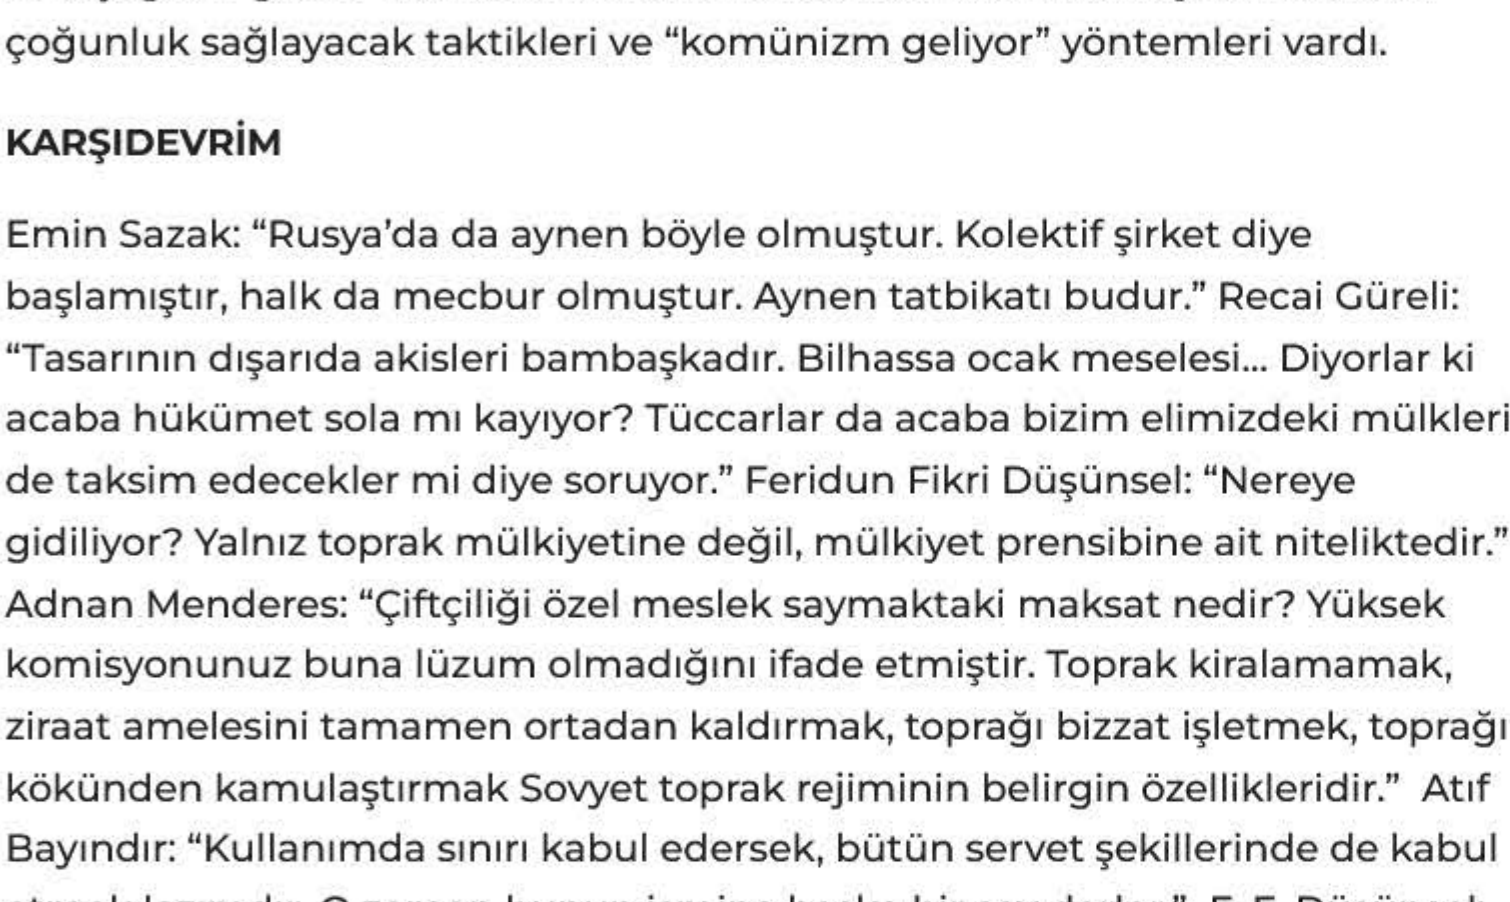 çoğunluk sağlayacak taktikleri ve “komünizm geliyor” yöntemleri vardı.
KARŞIDEVRİM
Emin Sazak: “Rusya’da da aynen böyle olmuştur. Kolektif şirket diye
başlamıştır, halk da mecbur olmuştur. Aynen tatbikatı budur.” Recai Güreli:
“Tasarının dışarıda akisleri bambaşkadır. Bilhassa ocak meselesi... Diyorlar ki
acaba hükümet sola mı kayıyor? Tüccarlar da acaba bizim elimizdeki mülkleri
de taksim edecekler mi diye soruyor.” Feridun Fikri Düşünsel: “Nereye
gidiliyor? Yalnız toprak mülkiyetine değil, mülkiyet prensibine ait niteliktedir.”
Adnan Menderes: “Çiftçiliği özel meslek saymaktaki maksat nedir? Yüksek
komisyonunuz buna lüzum olmadığını ifade etmiştir. Toprak kiralamamak,
ziraat amelesini tamamen ortadan kaldırmak, toprağı bizzat işletmek, toprağı
kökünden kamulaştırmak Sovyet toprak rejiminin belirgin özellikleridir.” Atıf
Bayındır: “Kullanımda sınırı kabul edersek, bütün servet şekillerinde de kabul